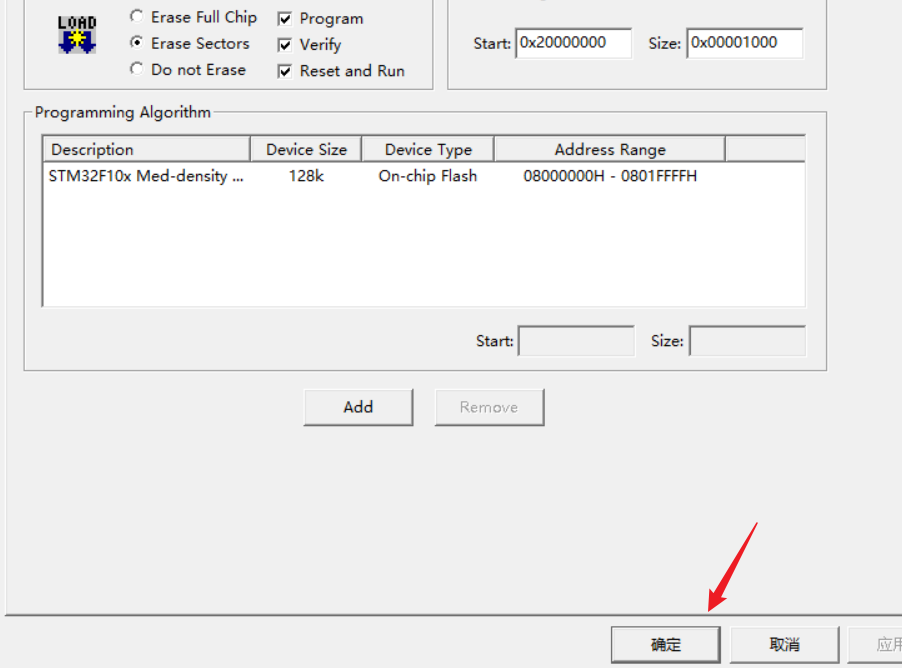 LOAD
Erase Full Chip
Program
Erase Sectors
Verify
Do not Erase
Reset and Run
Start: 0x20000000 Size: 0x00001000
Programming Algorithm
Description Device Size Device Type Address Range
STM32F10x Med-density ... 128k On-chip Flash 08000000H - 0801FFFFH
Start: Size:
Add Remove
确定 取消 应用